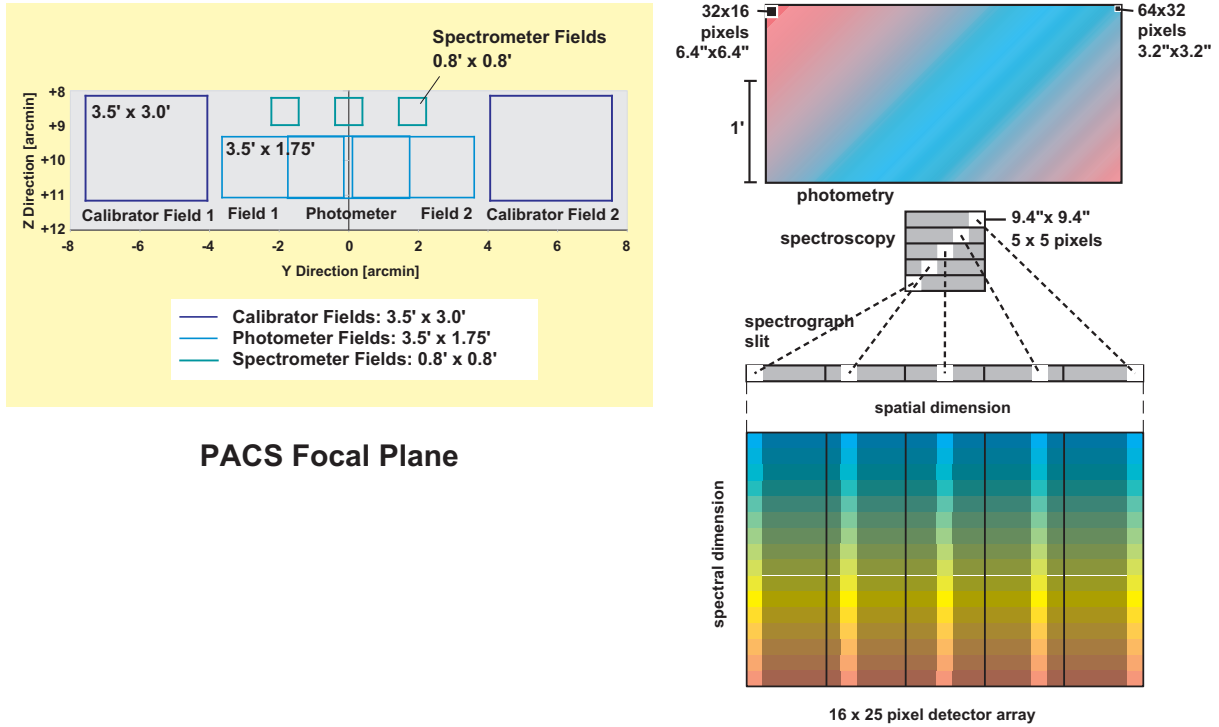 Spectrometer Fields
0.8' x 0.8'
Z Direction [arcmin]
+8
+9
+10
+11
+12
3.5' x 3.0'
3.5' x 1.75'
Calibrator Field 1
Field 1
Photometer
Field 2
Calibrator Field 2
-8
-6
-4
-2
0
2
4
6
8
Y Direction [arcmin]
Calibrator Fields: 3.5' x 3.0'
Photometer Fields: 3.5' x 1.75'
Spectrometer Fields: 0.8' x 0.8'
PACS Focal Plane
32x16
pixels
6.4"x6.4"
64x32
pixels
3.2"x3.2"
1'
photometry
spectroscopy
9.4"x 9.4"
5 x 5 pixels
spectrograph
slit
spatial dimension
spectral dimension
16 x 25 pixel detector array